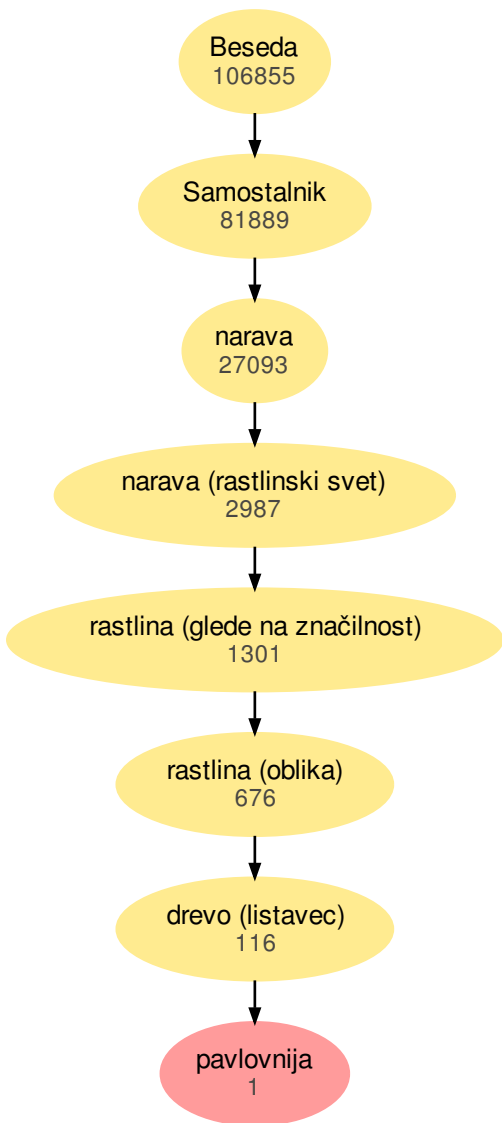 Beseda
106855
Samostalnik
81889
narava
27093
narava (rastlinski svet)
2987
rastlina (glede na značilnost)
1301
rastlina (oblika)
676
drevo (listavec)
116
pavlovnija
1